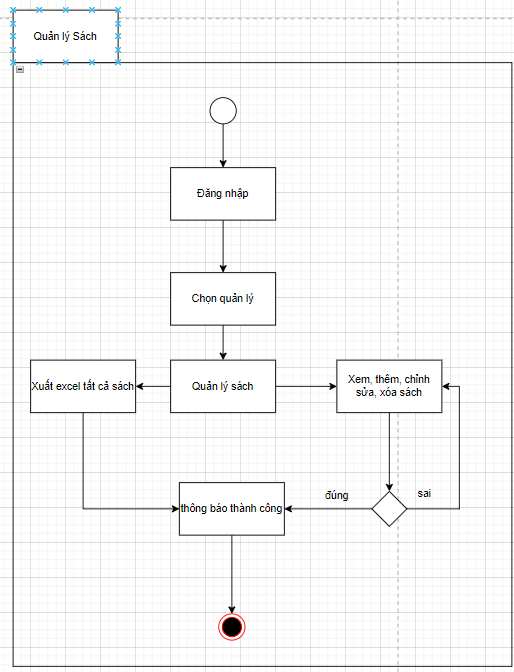 Quản lý Sách
Đăng nhập
Chọn quản lý
Xuất excel tất cả sách
Quản lý sách
Xem, thêm, chỉnh
sửa, xóa sách
thông báo thành công
đúng
sai